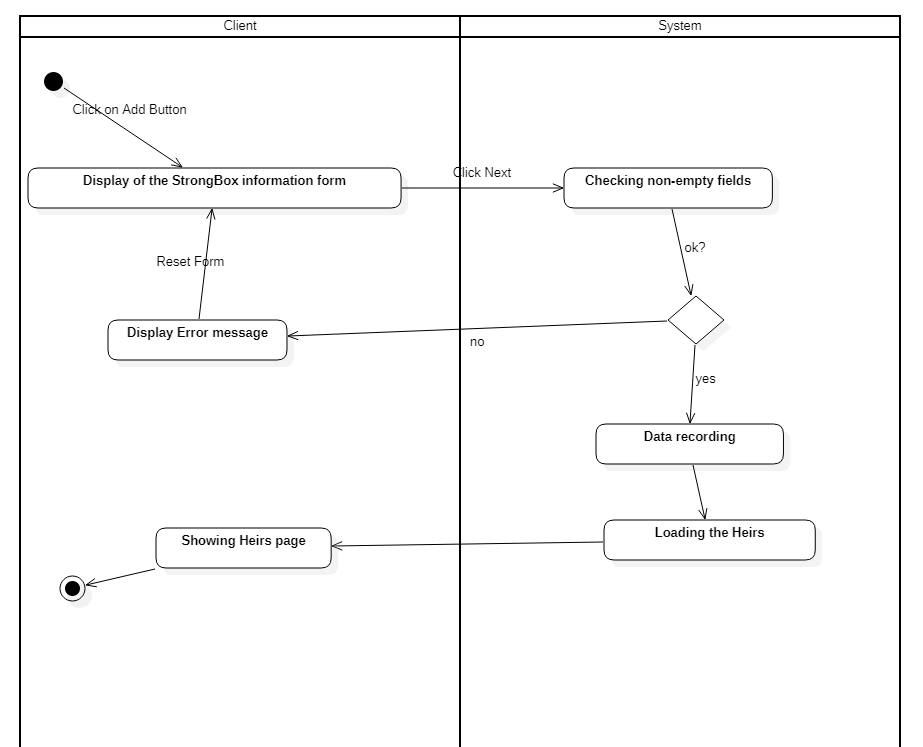 Client
System
Click on Add Button
Display of the StrongBox information form
Click Next
Checking non-empty fields
ok?
Reset Form
Display Error message
no
yes
Data recording
Loading the Heirs
Showing Heirs page